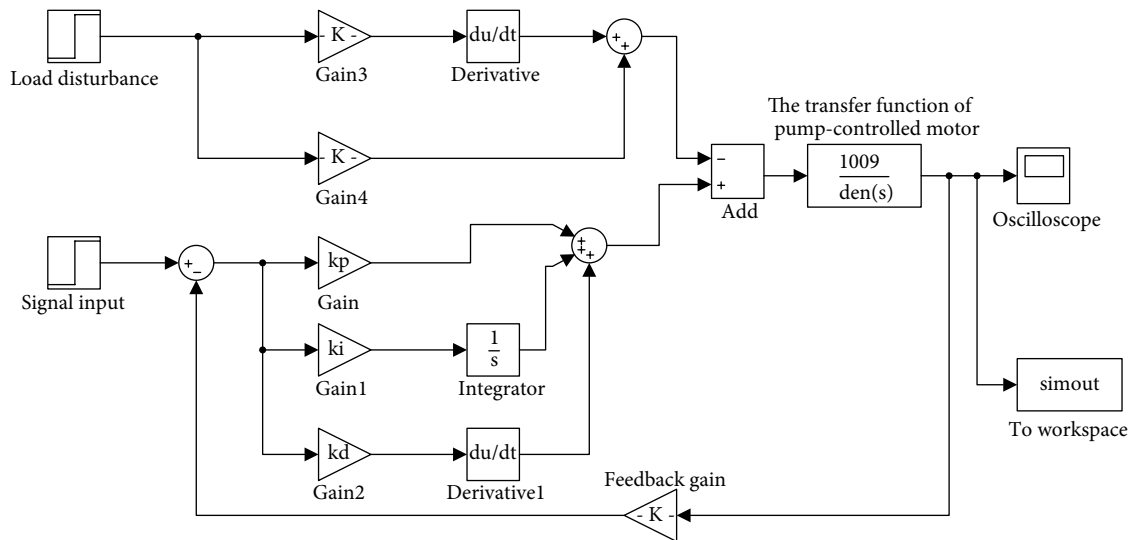 Load disturbance
- K -
Gain3
du/dt
Derivative
+
+
- K -
Gain4
The transfer function of
pump-controlled motor
−
+
Add
1009
den(s)
Oscilloscope
Signal input
+
−
kp
Gain
+
+
+
ki
Gain1
1
s
Integrator
simout
To workspace
kd
Gain2
du/dt
Derivative1
Feedback gain
- K -